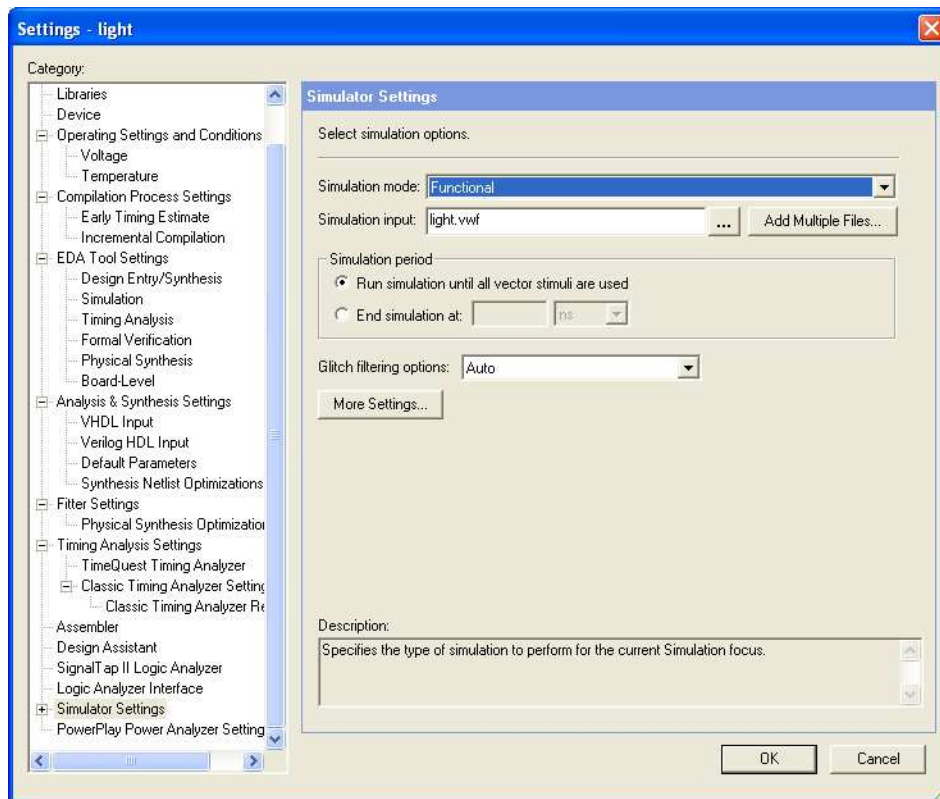 Settings - light
Category:
Libraries
Device
Operating Settings and Conditions
Voltage
Temperature
Compilation Process Settings
Early Timing Estimate
Incremental Compilation
EDA Tool Settings
Design Entry/Synthesis
Simulation
Timing Analysis
Formal Verification
Physical Synthesis
Board-Level
Analysis & Synthesis Settings
VHDL Input
Verilog HDL Input
Default Parameters
Synthesis Netlist Optimizations
Fitter Settings
Physical Synthesis Optimization
Timing Analysis Settings
TimeQuest Timing Analyzer
Classic Timing Analyzer Setting
Classic Timing Analyzer Re
Assembler
Design Assistant
SignalTap II Logic Analyzer
Logic Analyzer Interface
Simulator Settings
PowerPlay Power Analyzer Setting
Simulator Settings
Select simulation options.
Simulation mode: Functional
Simulation input: light.vwf ... Add Multiple Files...
Simulation period
Run simulation until all vector stimuli are used
End simulation at: ns
Glitch filtering options: Auto
More Settings...
Description:
Specifies the type of simulation to perform for the current Simulation focus.
OK Cancel